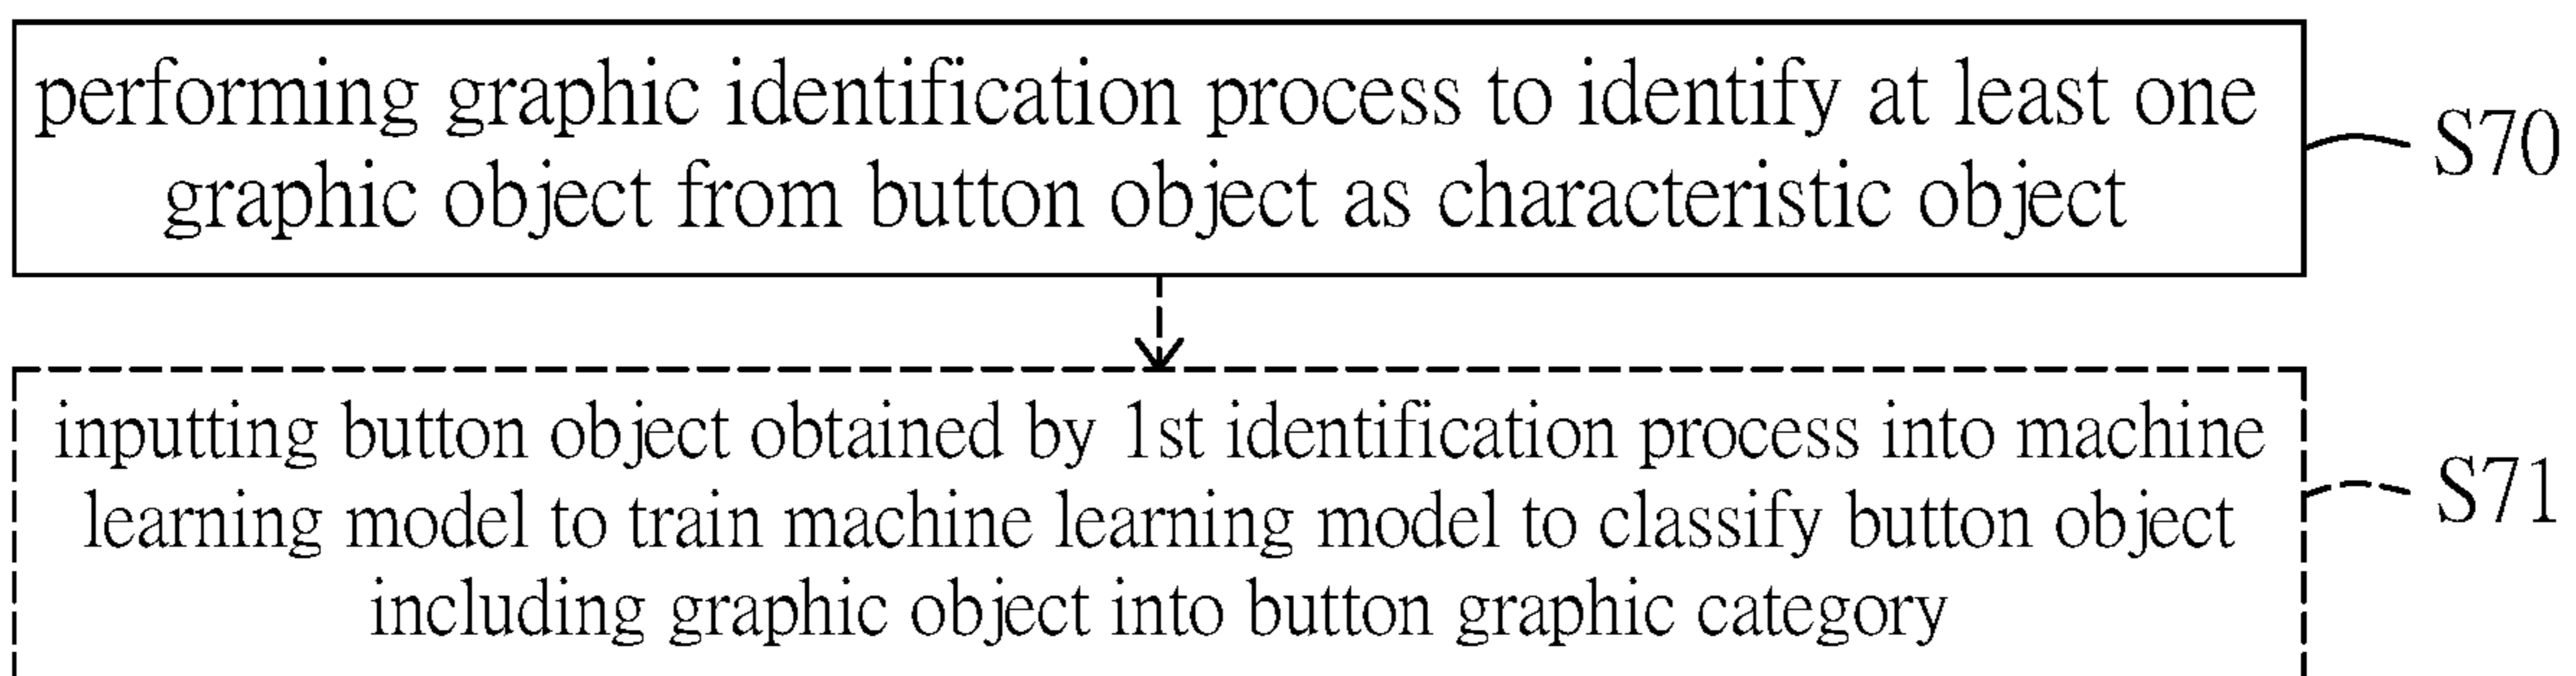 performing graphic identification process to identify at least one
graphic object from button object as characteristic object
S70
inputting button object obtained by 1st identification process into machine
learning model to train machine learning model to classify button object
including graphic object into button graphic category
S71